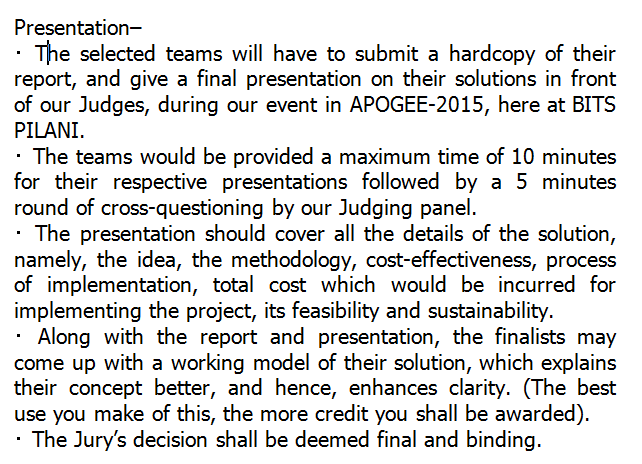 Presentation–
· The selected teams will have to submit a hardcopy of their
report, and give a final presentation on their solutions in front
of our Judges, during our event in APOGEE-2015, here at BITS
PILANI.
· The teams would be provided a maximum time of 10 minutes
for their respective presentations followed by a 5 minutes
round of cross-questioning by our Judging panel.
· The presentation should cover all the details of the solution,
namely, the idea, the methodology, cost-effectiveness, process
of implementation, total cost which would be incurred for
implementing the project, its feasibility and sustainability.
· Along with the report and presentation, the finalists may
come up with a working model of their solution, which explains
their concept better, and hence, enhances clarity. (The best
use you make of this, the more credit you shall be awarded).
· The Jury’s decision shall be deemed final and binding.